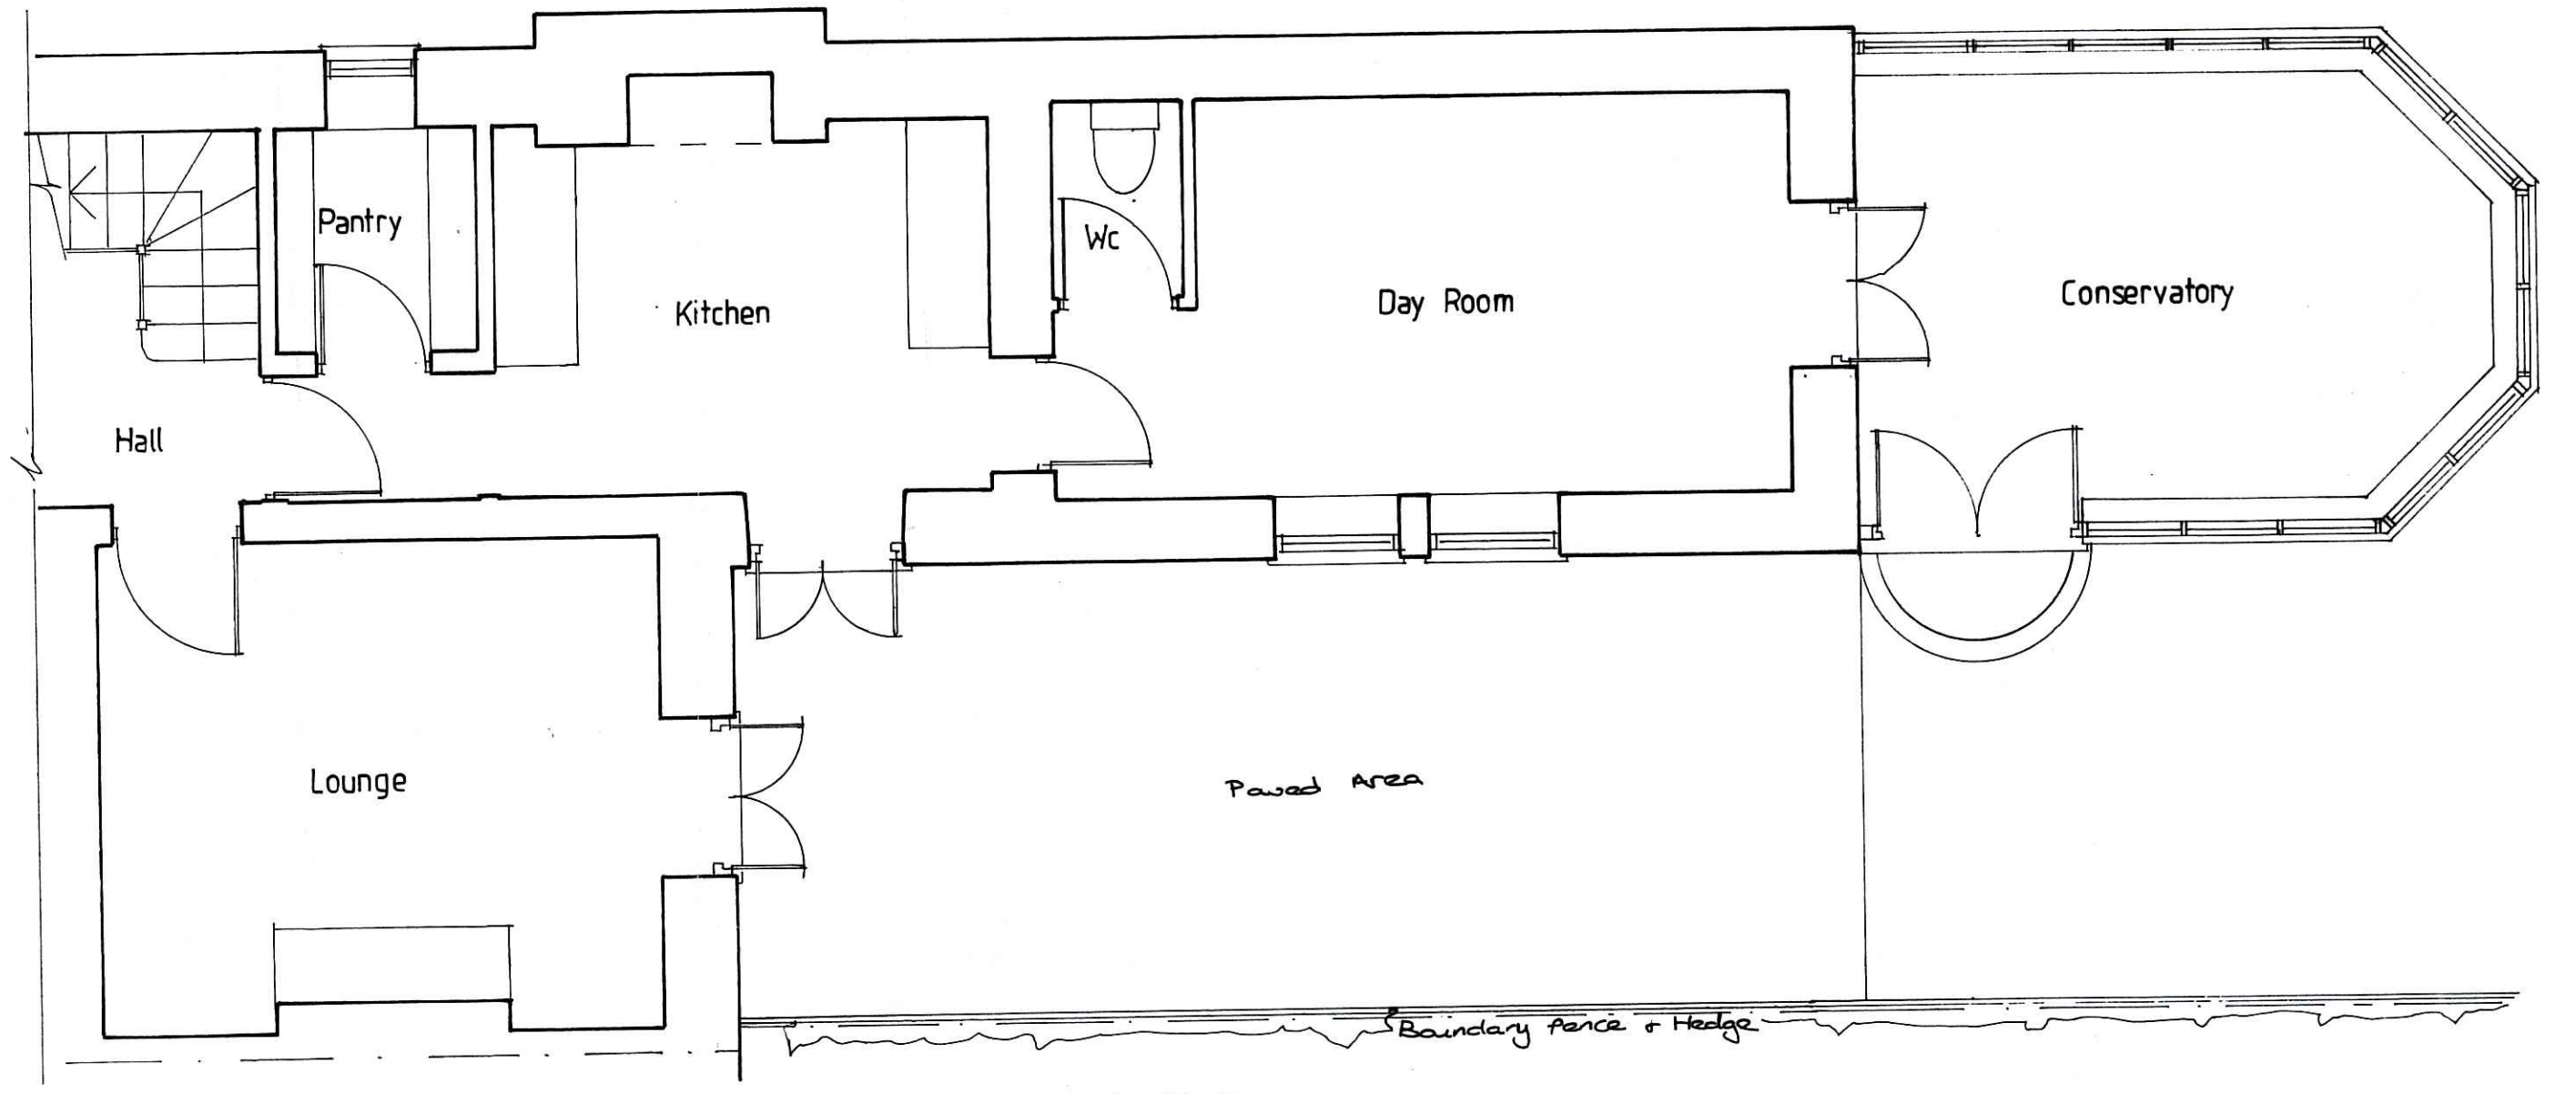 Pantry
Wc
Kitchen
Day Room
Conservatory
Hall
Lounge
Paved Area
Boundary fence + Hedge